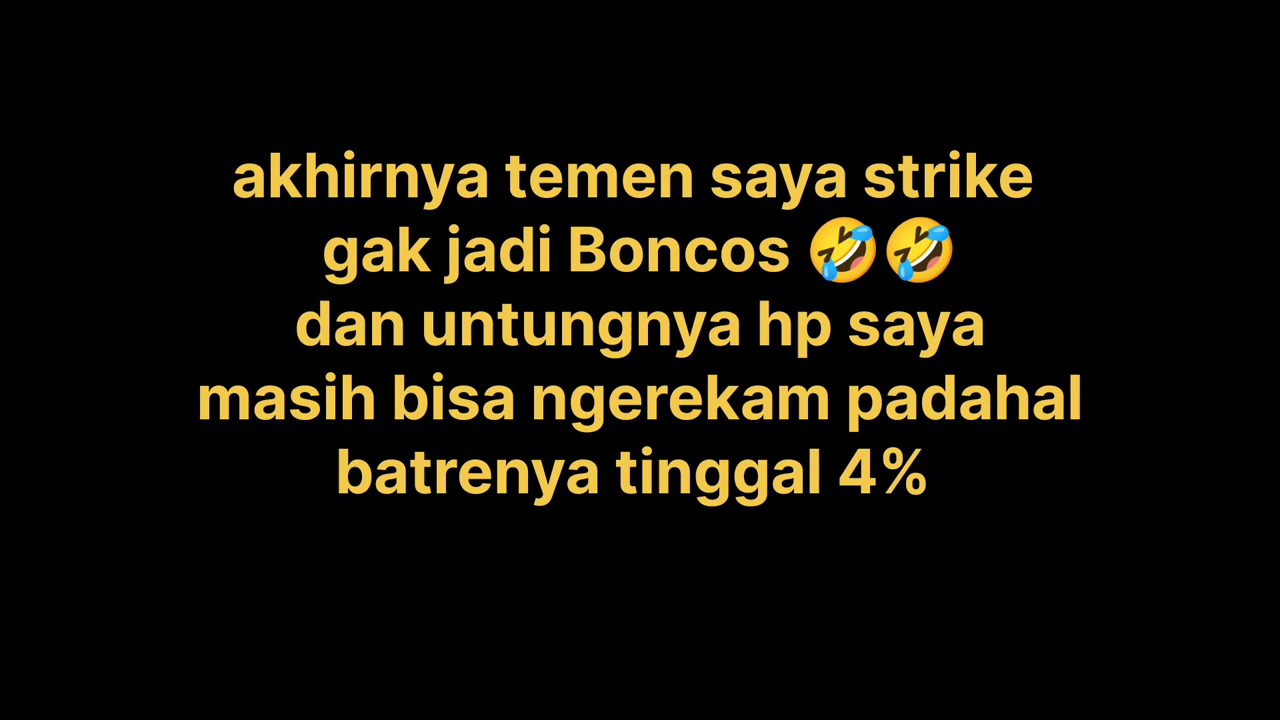 akhirnya temen saya strike
gak jadi Boncos 🤣🤣
dan untungnya hp saya
masih bisa ngerekam padahal
batrenya tinggal 4%